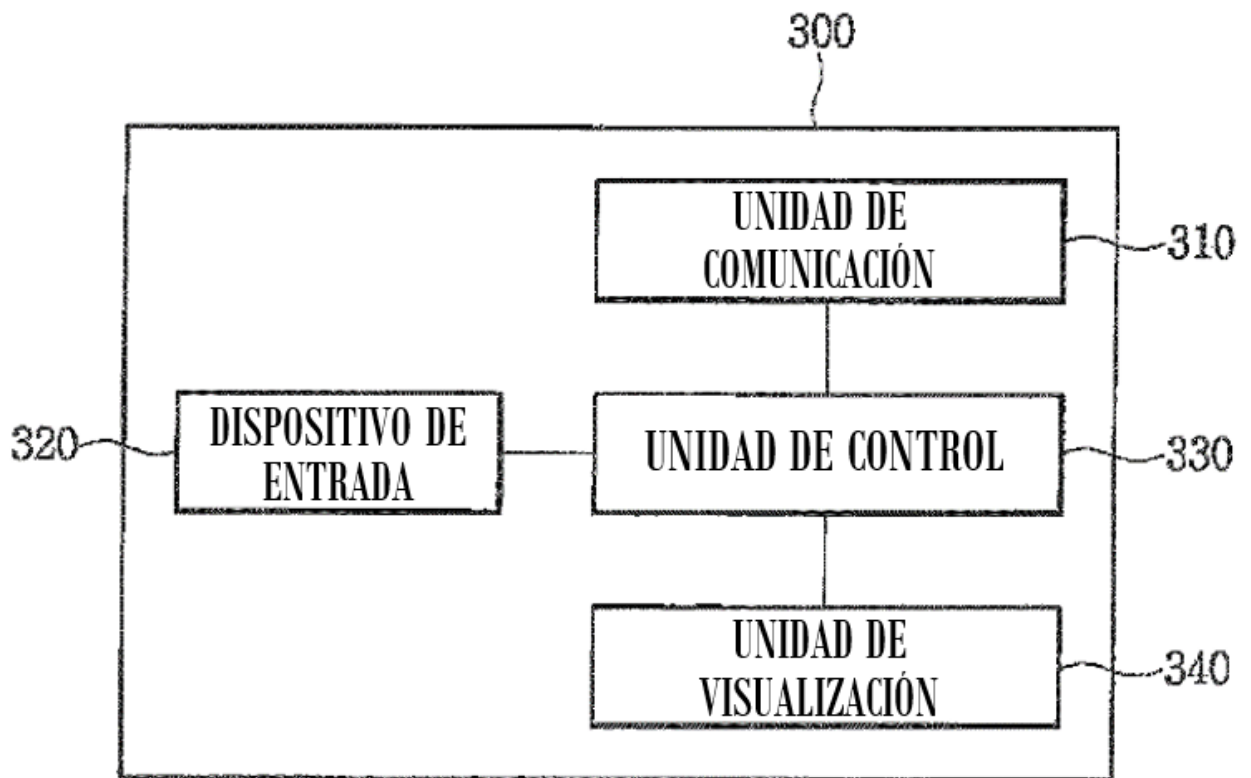 300
UNIDAD DE
COMUNICACIÓN
310
320
DISPOSITIVO DE
ENTRADA
UNIDAD DE CONTROL
330
UNIDAD DE
VISUALIZACIÓN
340